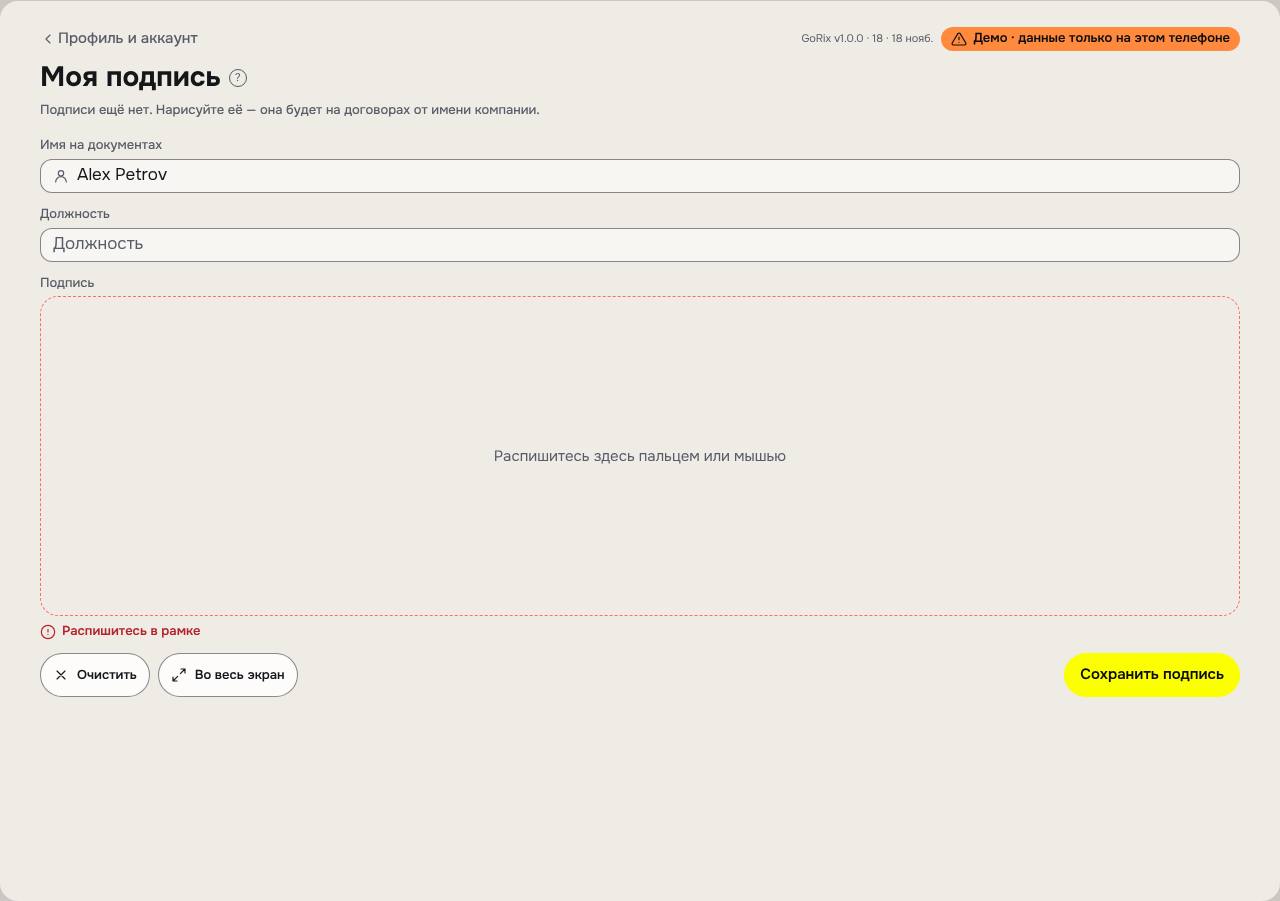 Профиль и аккаунт
GoRix v1.0.0 · 18 · 18 нояб.
Демо · данные только на этом телефоне
Моя подпись ?
Подписи ещё нет. Нарисуйте её — она будет на договорах от имени компании.
Имя на документах
Alex Petrov
Должность
Должность
Подпись
Распишитесь здесь пальцем или мышью
Распишитесь в рамке
Очистить
Во весь экран
Сохранить подпись